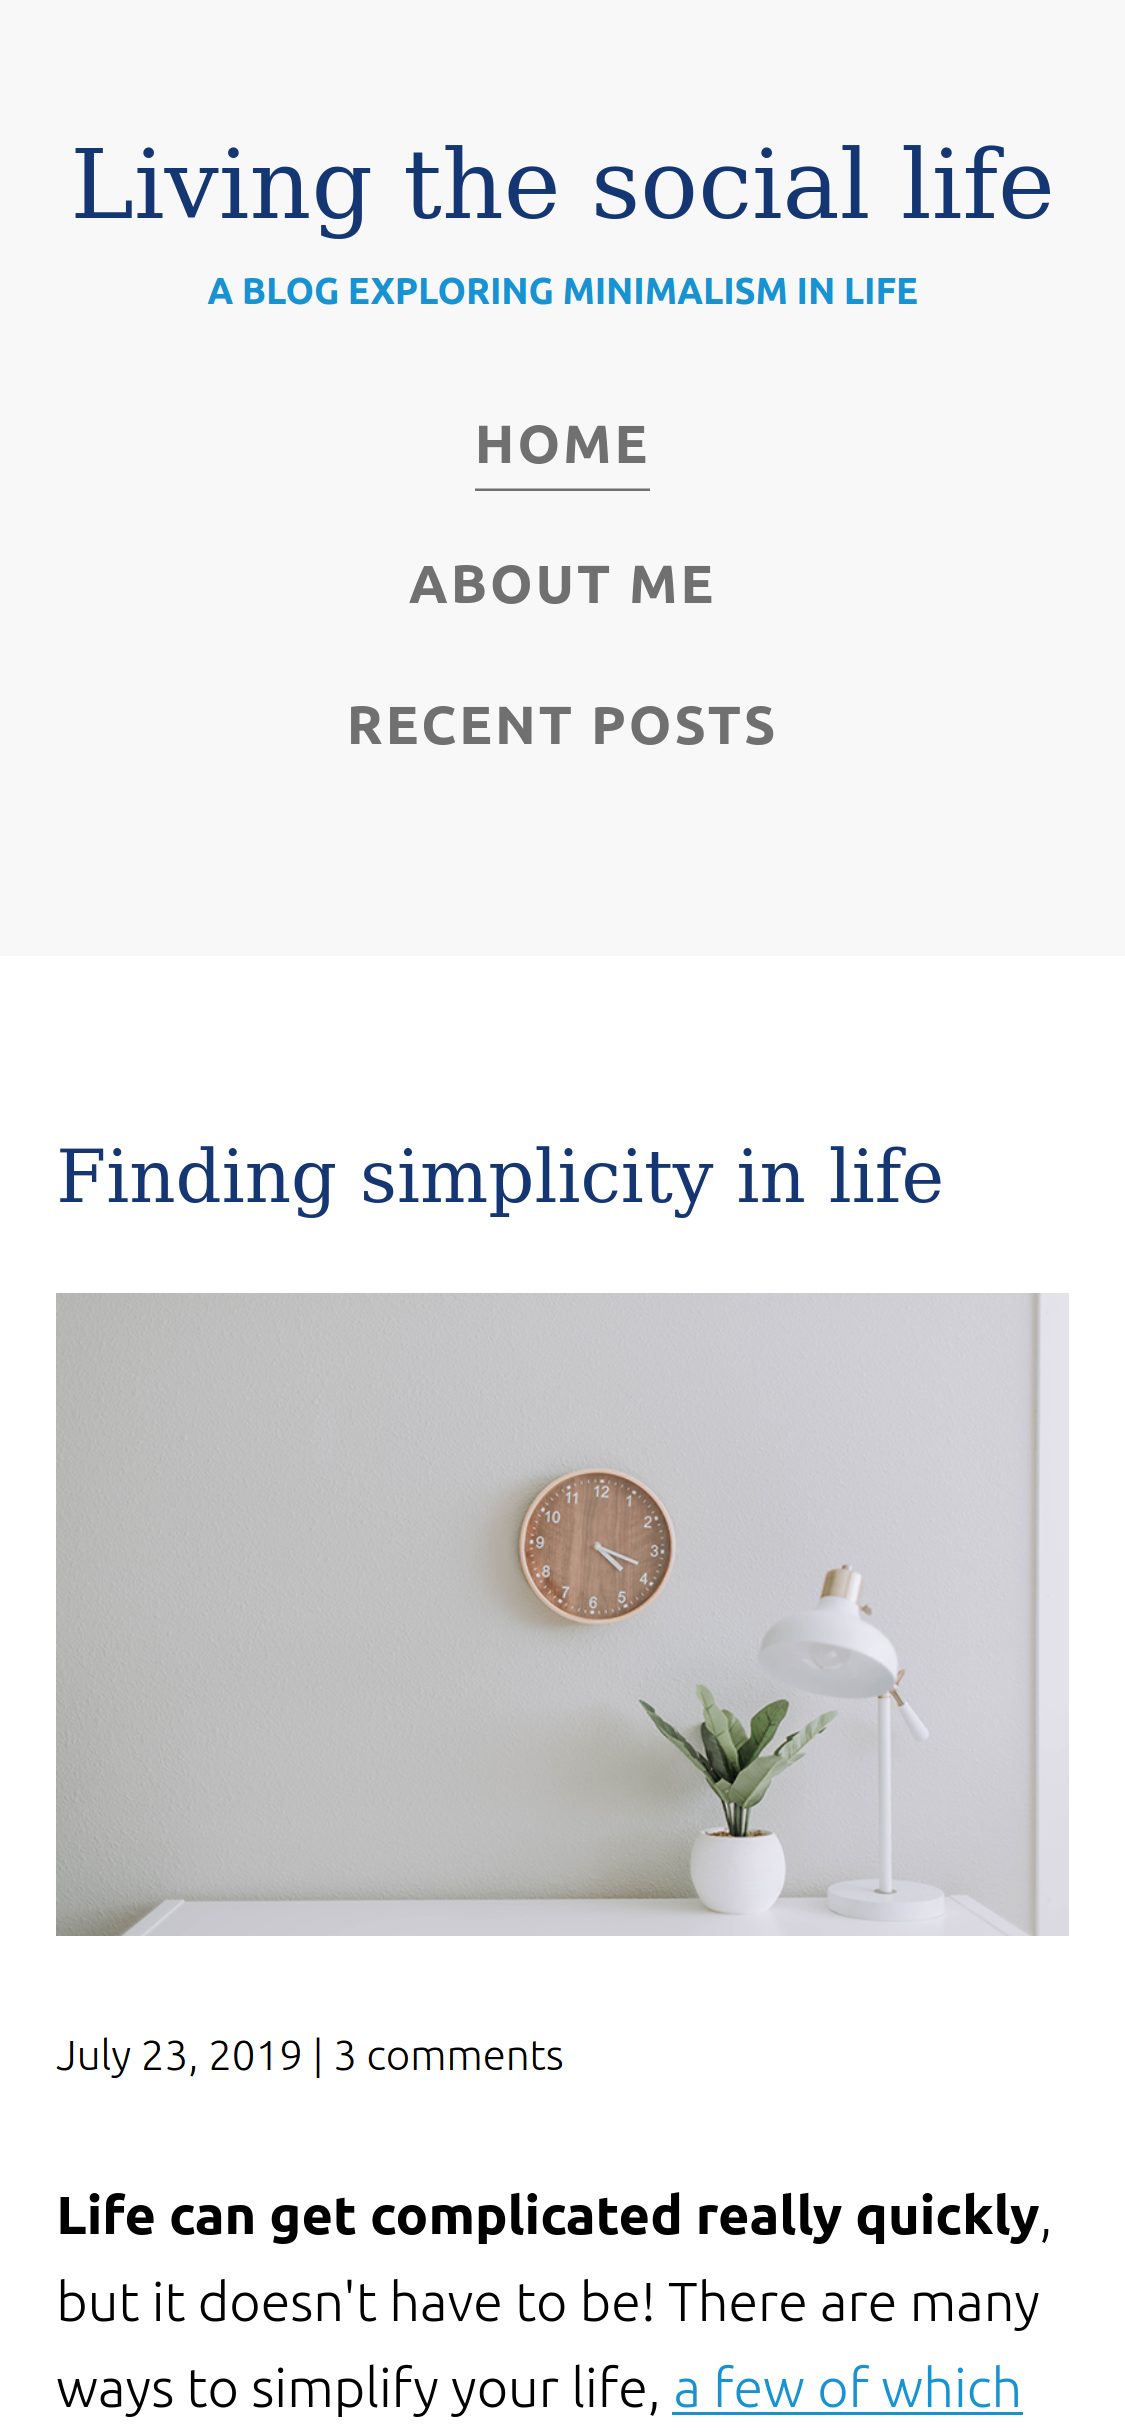 Living the social life
A BLOG EXPLORING MINIMALISM IN LIFE
HOME
ABOUT ME
RECENT POSTS
Finding simplicity in life
11 12 1
10 2
9 3
8 4
7 6 5
July 23, 2019 | 3 comments
Life can get complicated really quickly,
but it doesn't have to be! There are many
ways to simplify your life, a few of which